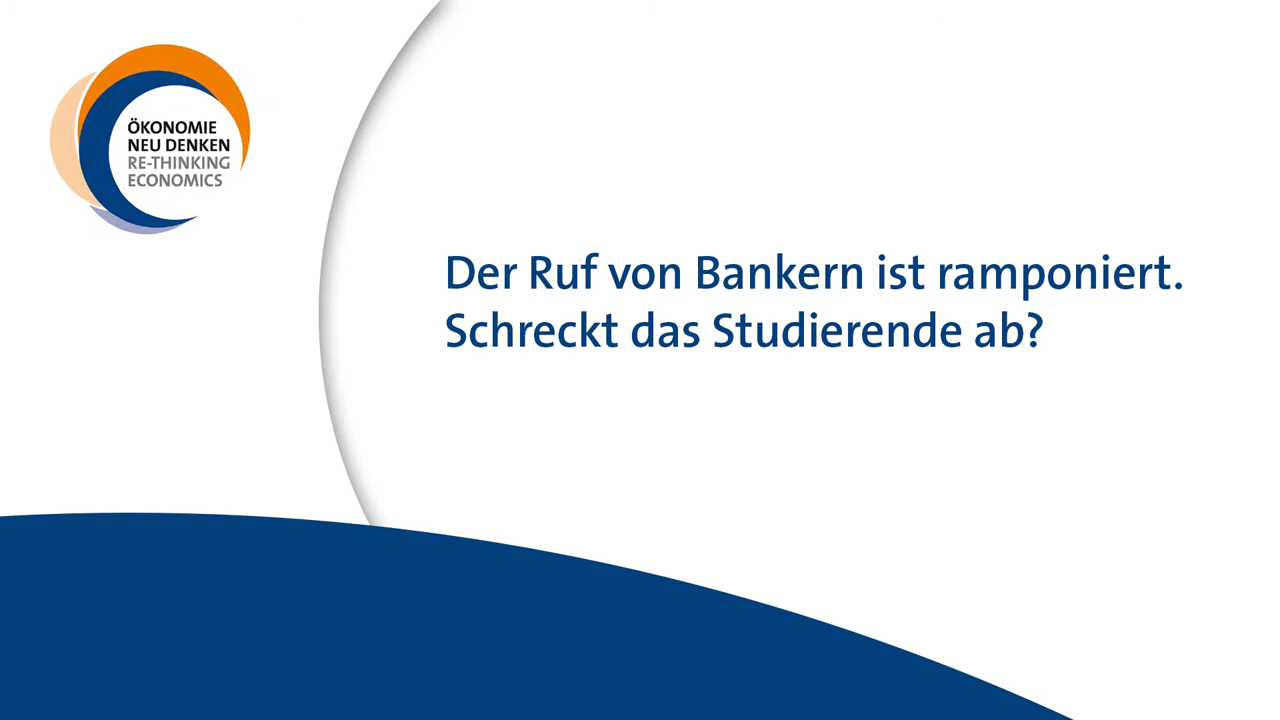 ÖKONOMIE
NEU DENKEN
RE-THINKING
ECONOMICS
Der Ruf von Bankern ist ramponiert.
Schreckt das Studierende ab?